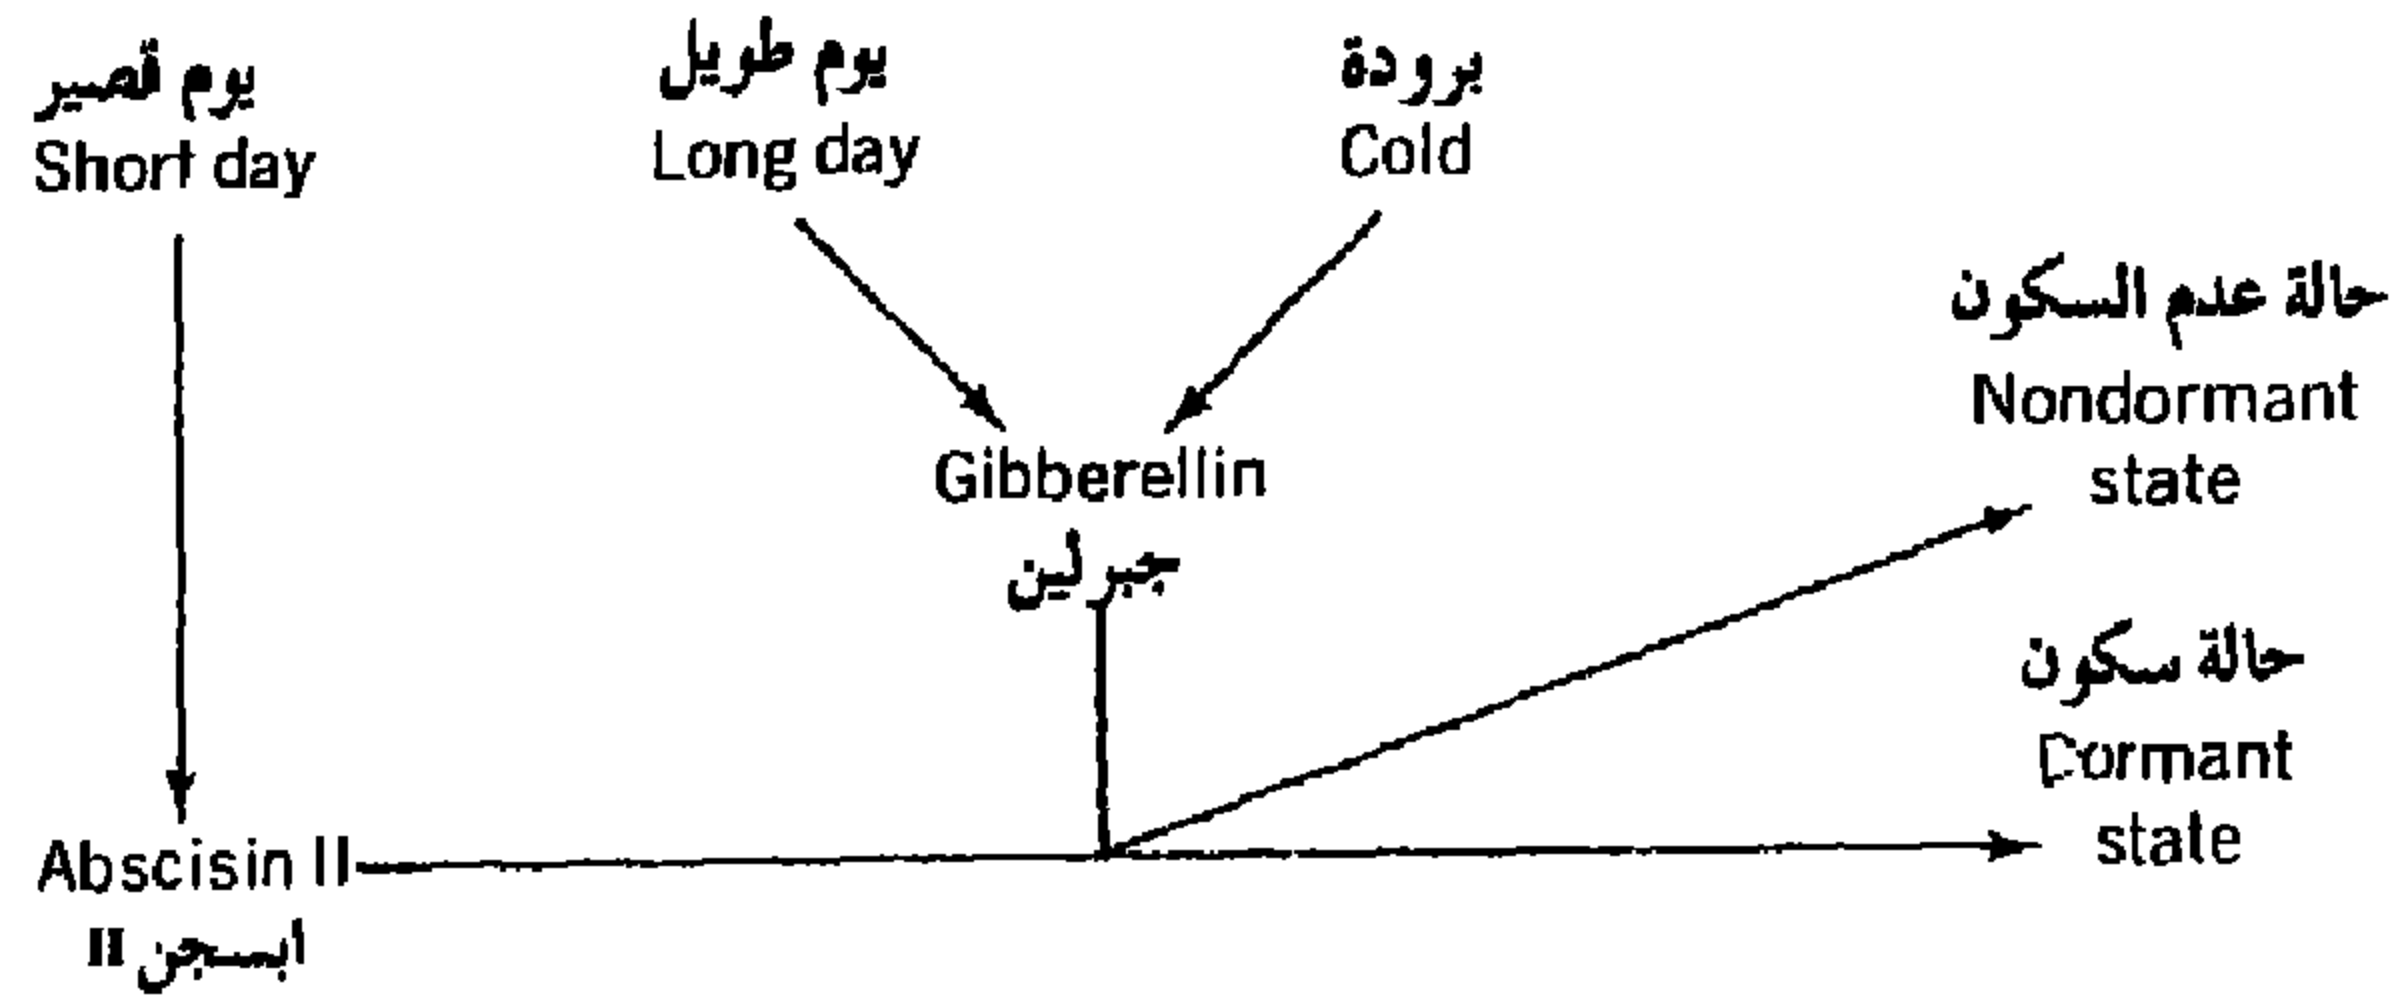 يوم قصير
Short day
يوم طويل
Long day
برودة
Cold
Gibberellin
جبرلين
حالة عدم السكون
Nondormant
state
حالة سكون
Dormant
state
Abscisin II
ابسجن II